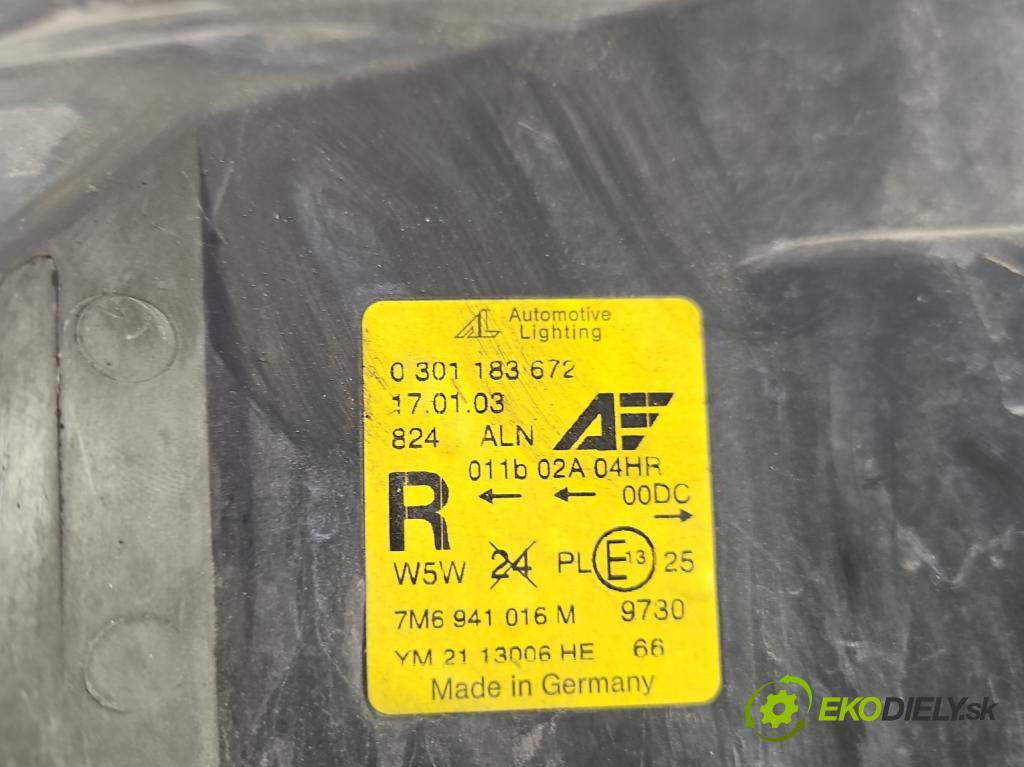 AL Automotive
Lighting
0 301 183 672
17.01.03
824 ALN
011b 02A 04HR
R ← ← 00DC
→
W5W 24 PL E13 25
7M6 941 016 M 9730
YM 21 13006 HE 66
Made in Germany
EKODIELY.sk